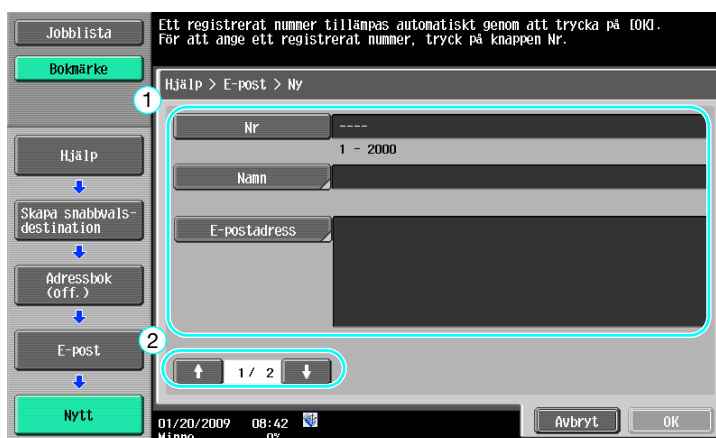 Ett registrerat nummer tillämpas automatiskt genom att trycka på [OK].
För att ange ett registrerat nummer, tryck på knappen Nr.
Jobblista
Bokmärke
Hjälp > E-post > Ny
1
Nr
----
1 - 2000
Namn
E-postadress
Hjälp
Skapa snabbvals-
destination
Adressbok
(off.)
E-post
Nytt
2
1/ 2
01/20/2009 08:42
Minne 0%
Avbryt
OK